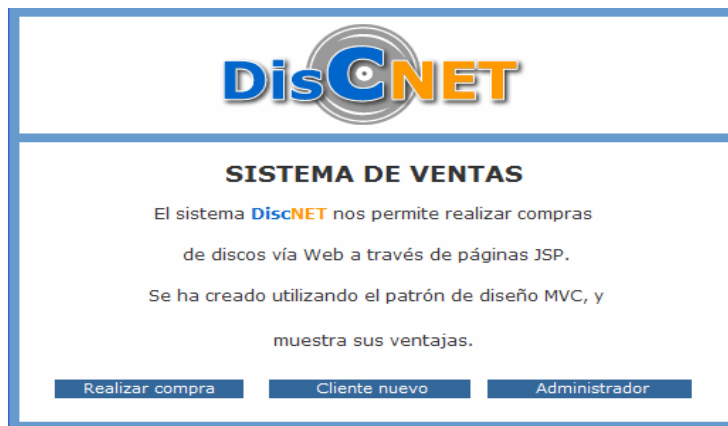 DisCNET
SISTEMA DE VENTAS
El sistema DiscNET nos permite realizar compras
de discos vía Web a través de páginas JSP.
Se ha creado utilizando el patrón de diseño MVC, y
muestra sus ventajas.
Realizar compra Cliente nuevo Administrador